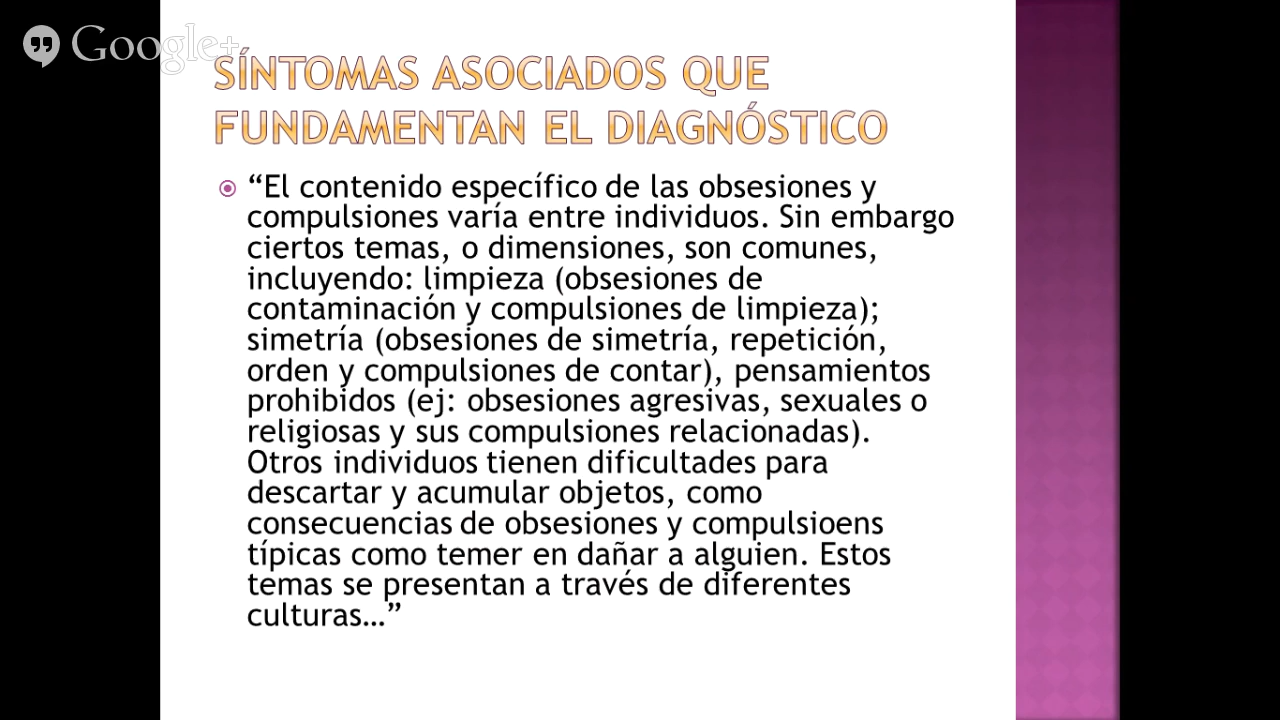 Google+
SÍNTOMAS ASOCIADOS QUE
FUNDAMENTAN EL DIAGNÓSTICO
“El contenido específico de las obsesiones y
compulsiones varía entre individuos. Sin embargo
ciertos temas, o dimensiones, son comunes,
incluyendo: limpieza (obsesiones de
contaminación y compulsiones de limpieza);
simetría (obsesiones de simetría, repetición,
orden y compulsiones de contar), pensamientos
prohibidos (ej: obsesiones agresivas, sexuales o
religiosas y sus compulsiones relacionadas).
Otros individuos tienen dificultades para
descartar y acumular objetos, como
consecuencias de obsesiones y compulsioens
típicas como temer en dañar a alguien. Estos
temas se presentan a través de diferentes
culturas…”